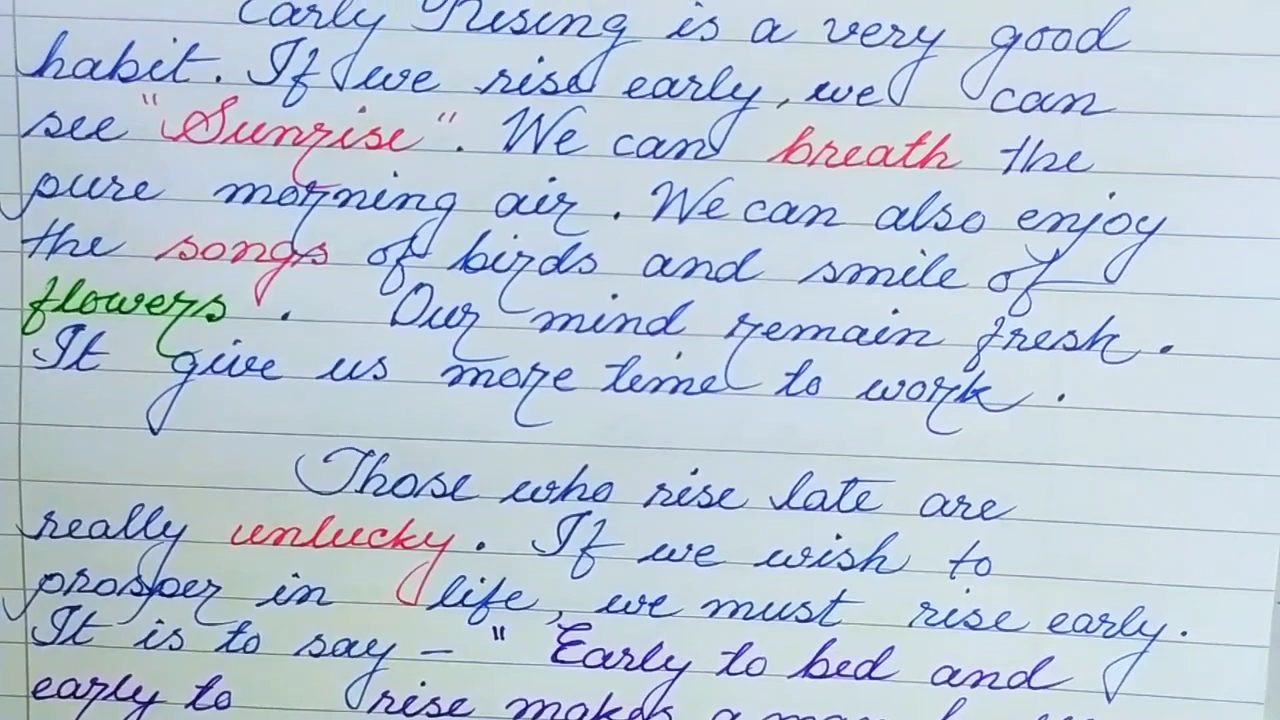 Early Rising is a very good
habit. If we rise early, we can
see "Sunrise". We can breath the
pure morning air. We can also enjoy
the songs of birds and smile of
flowers. Our mind remain fresh.
It give us more time to work.
Those who rise late are
really unlucky. If we wish to
prosper in life, we must rise early.
It is to say - "Early to bed and
early to rise makes a man